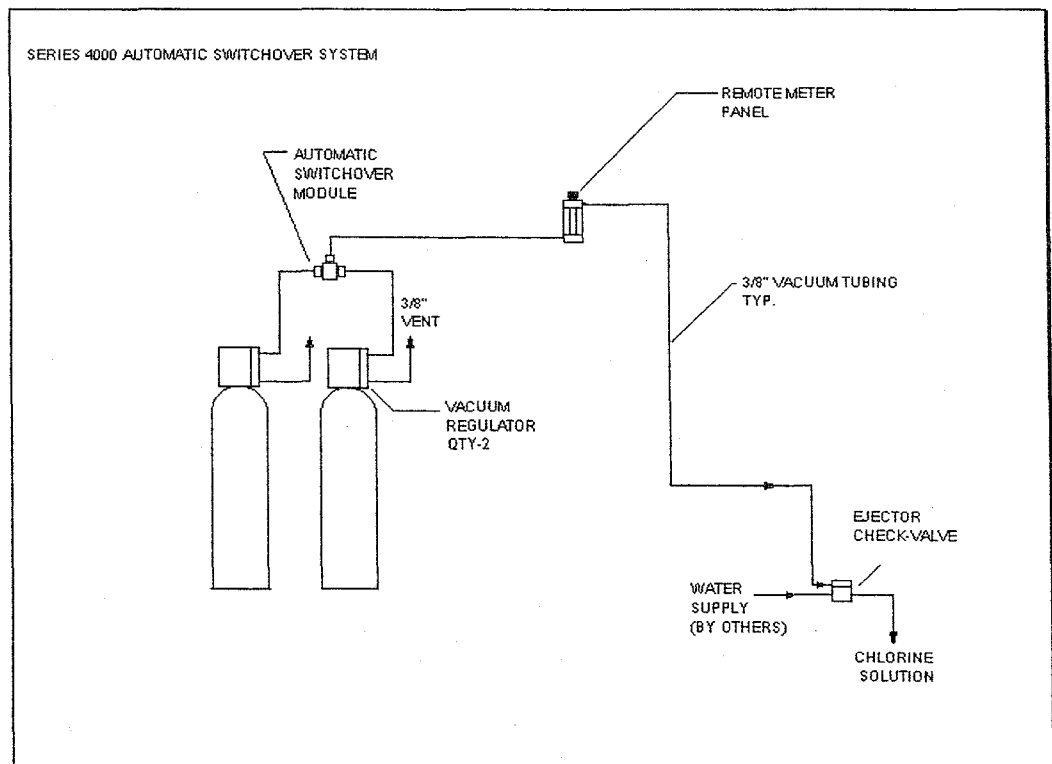 SERIES 4000 AUTOMATIC SWITCHOVER SYSTEM
REMOTE METER
PANEL
AUTOMATIC
SWITCHOVER
MODULE
3/8" VACUUM TUBING
TYP.
3/8"
VENT
VACUUM
REGULATOR
QTY-2
EJECTOR
CHECK-VALVE
WATER
SUPPLY
(BY OTHERS)
CHLORINE
SOLUTION